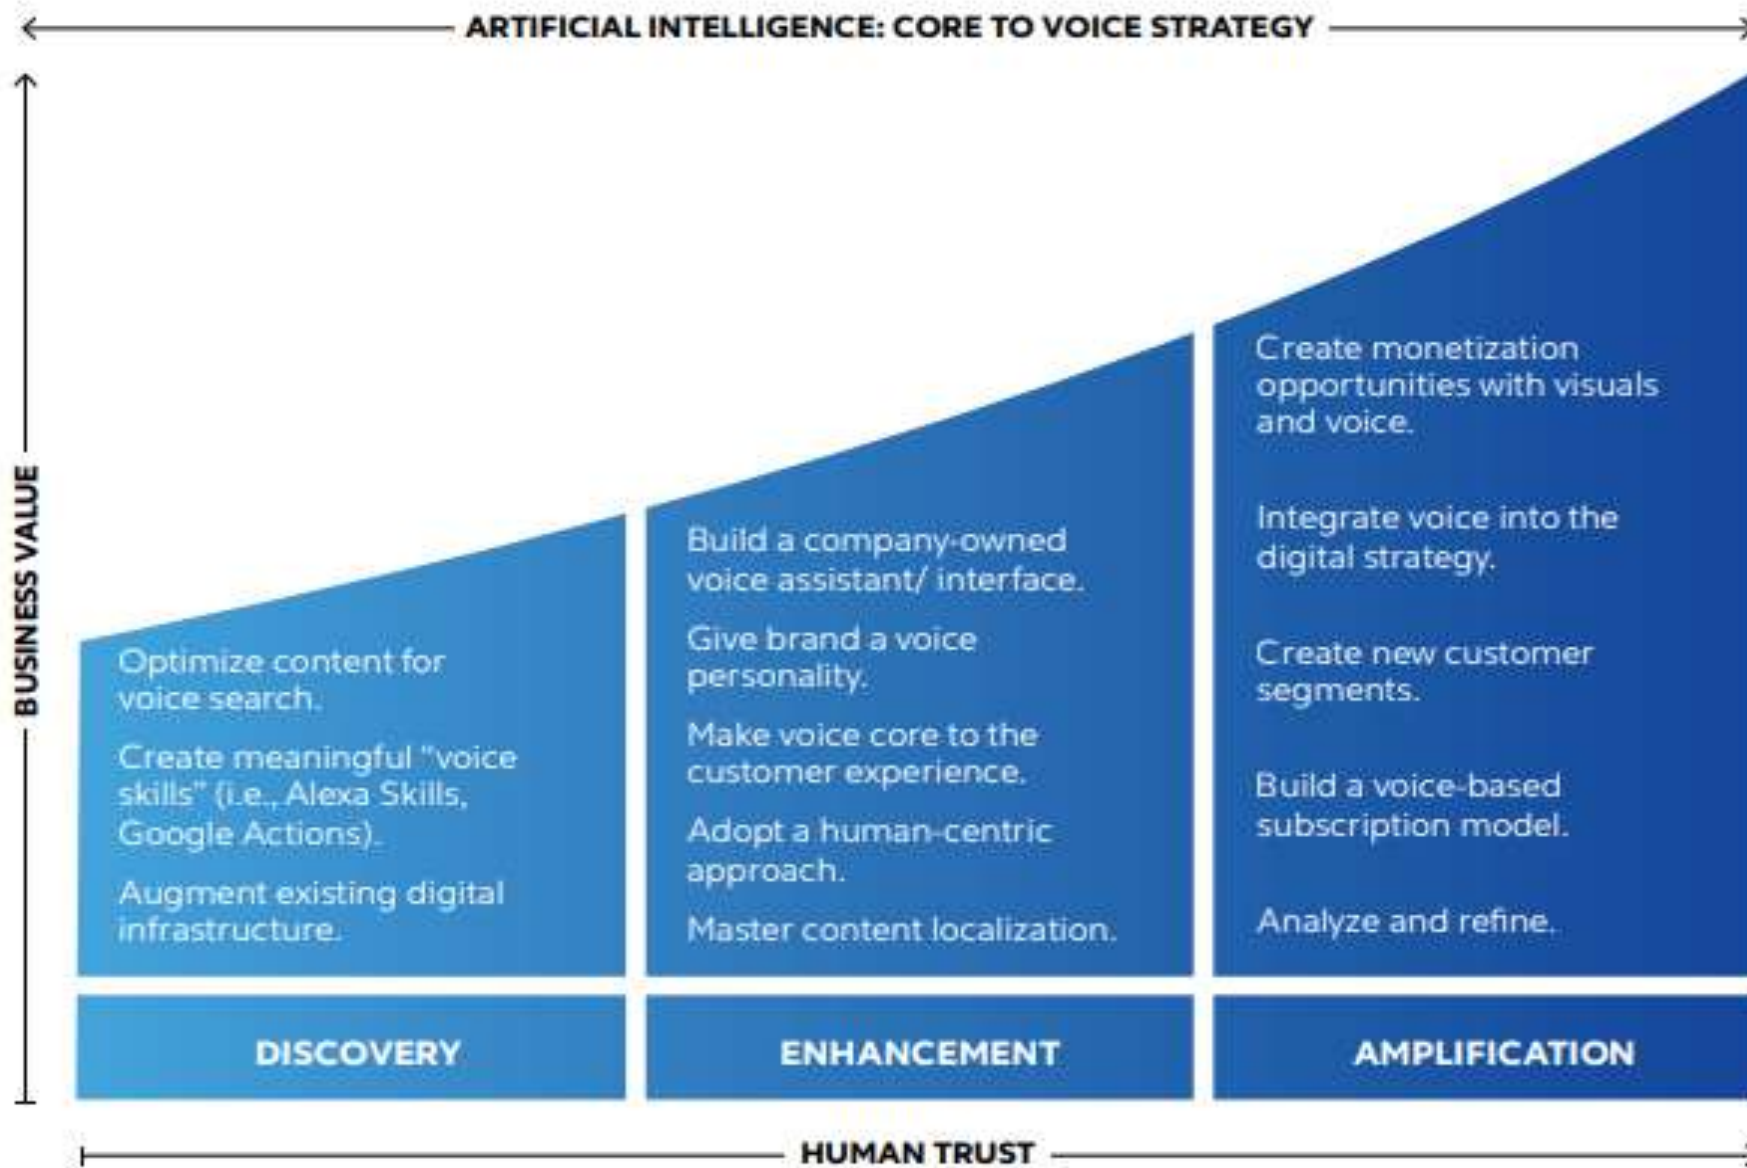 ARTIFICIAL INTELLIGENCE: CORE TO VOICE STRATEGY
BUSINESS VALUE
Optimize content for
voice search.
Create meaningful "voice
skills" (i.e., Alexa Skills,
Google Actions).
Augment existing digital
infrastructure.
DISCOVERY
Build a company-owned
voice assistant/ interface.
Give brand a voice
personality.
Make voice core to the
customer experience.
Adopt a human-centric
approach.
Master content localization.
ENHANCEMENT
Create monetization
opportunities with visuals
and voice.
Integrate voice into the
digital strategy.
Create new customer
segments.
Build a voice-based
subscription model.
Analyze and refine.
AMPLIFICATION
HUMAN TRUST